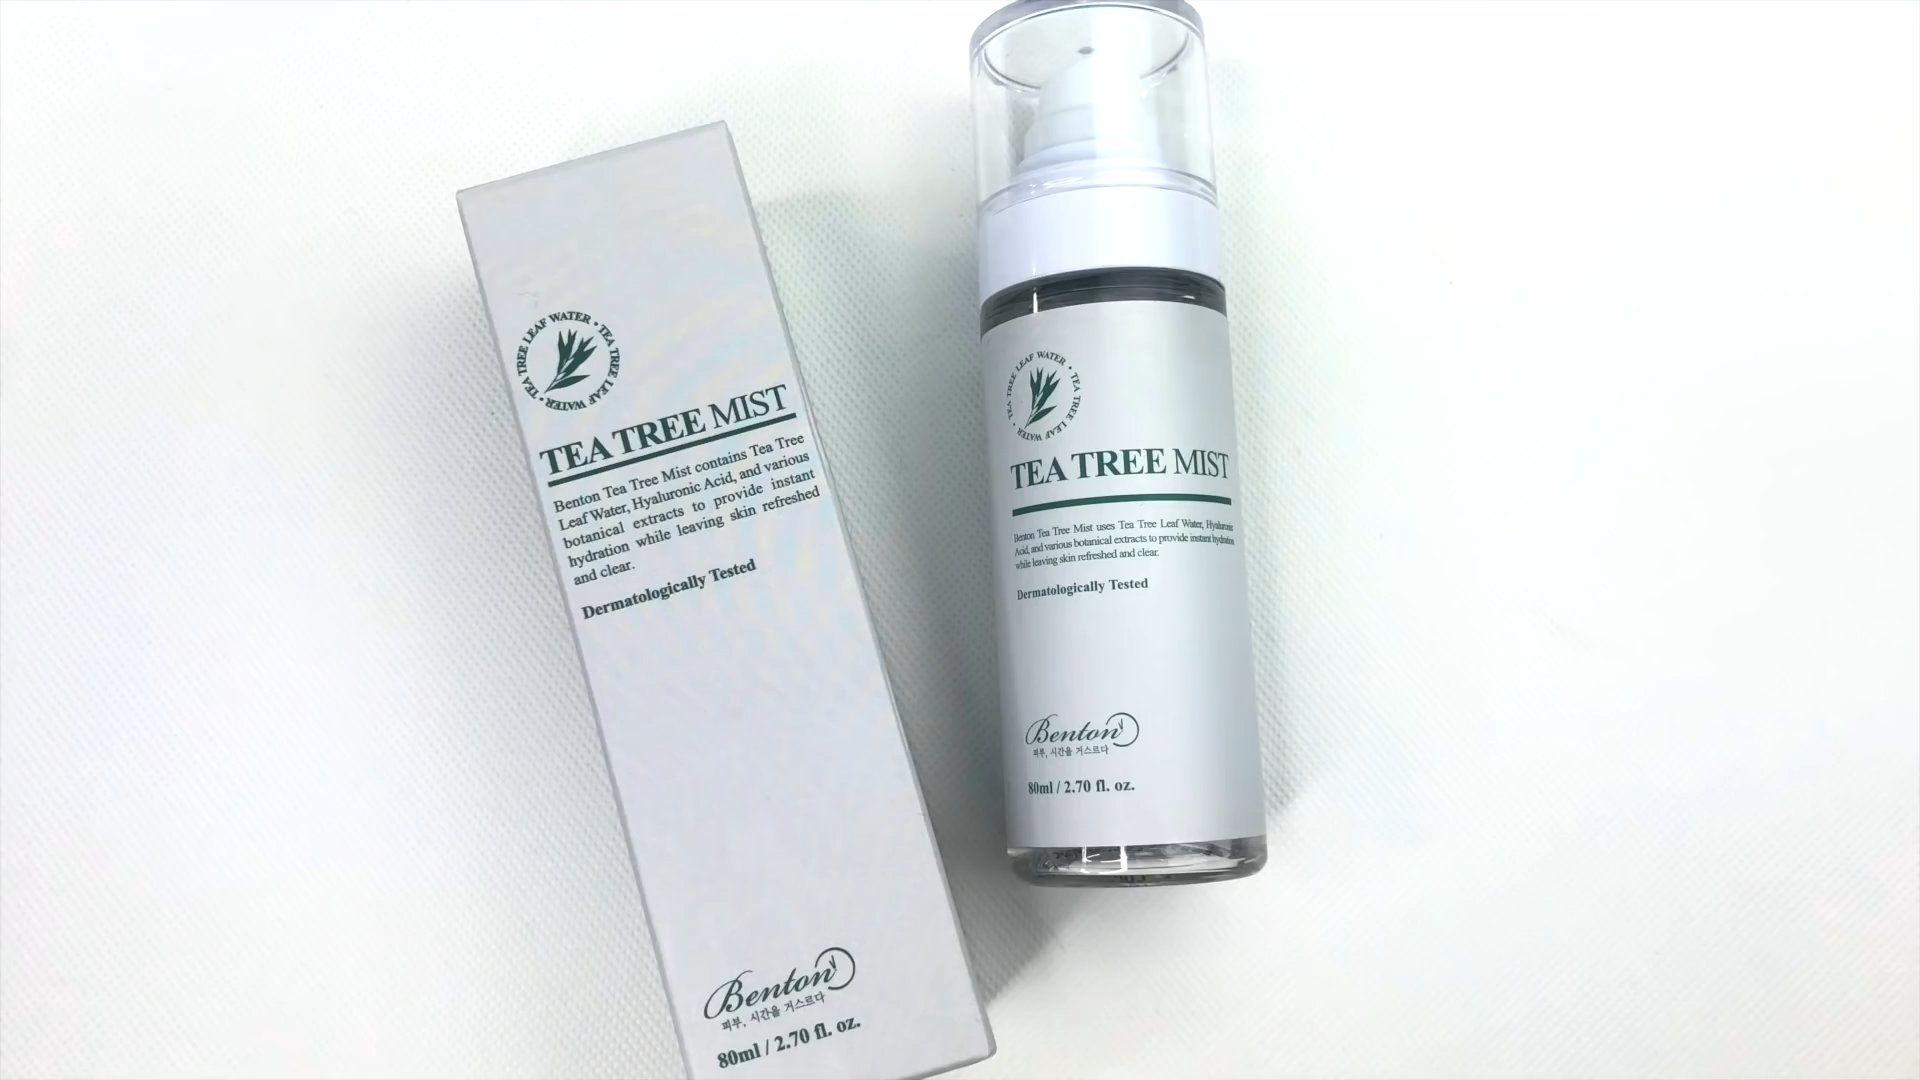 TEA TREE LEAF WATER • TEA TREE LEAF WATER •
TEA TREE MIST
Benton Tea Tree Mist contains Tea Tree
Leaf Water, Hyaluronic Acid, and various
botanical extracts to provide instant
hydration while leaving skin refreshed
and clear.
Dermatologically Tested
Benton
피부, 시간을 거스르다
80ml / 2.70 fl. oz.
TEA TREE LEAF WATER • TEA TREE LEAF WATER •
TEA TREE MIST
Benton Tea Tree Mist uses Tea Tree Leaf Water, Hyaluronic
Acid, and various botanical extracts to provide instant hydration
while leaving skin refreshed and clear.
Dermatologically Tested
Benton
피부, 시간을 거스르다
80ml / 2.70 fl. oz.